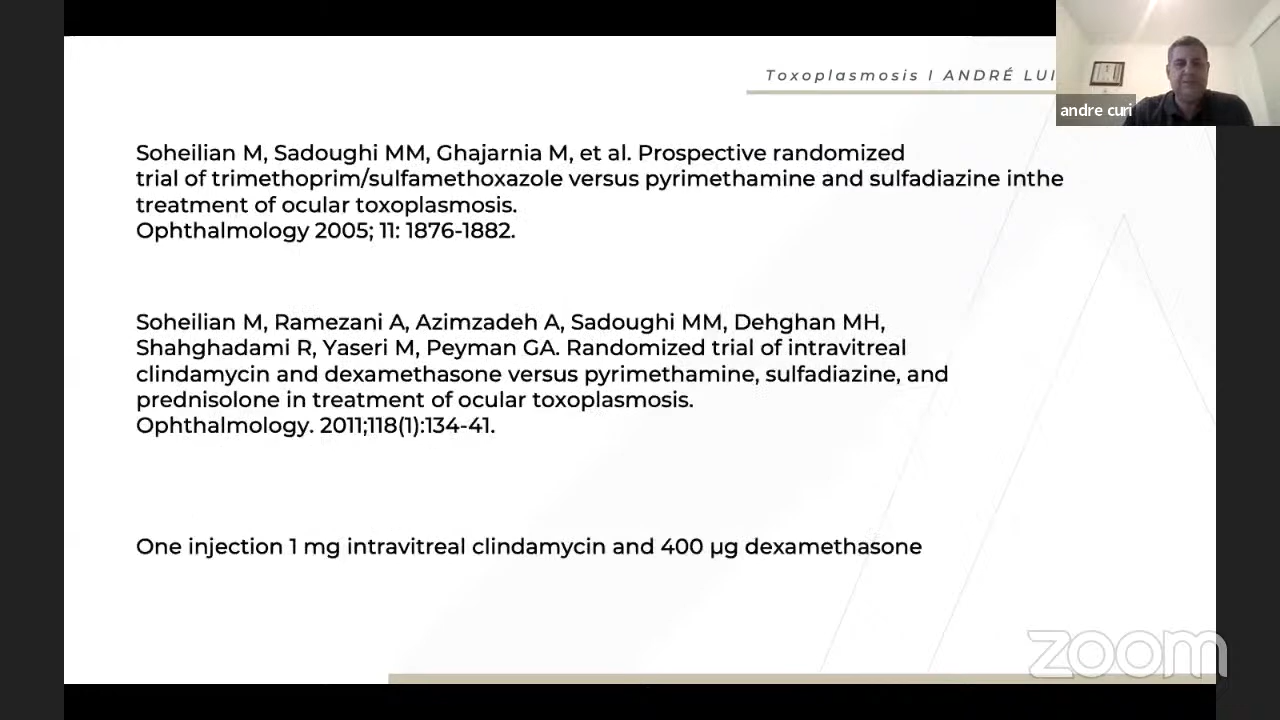 Toxoplasmosis I ANDRÉ LUI
andre curi
Soheilian M, Sadoughi MM, Ghajarnia M, et al. Prospective randomized
trial of trimethoprim/sulfamethoxazole versus pyrimethamine and sulfadiazine inthe
treatment of ocular toxoplasmosis.
Ophthalmology 2005; 11: 1876-1882.
Soheilian M, Ramezani A, Azimzadeh A, Sadoughi MM, Dehghan MH,
Shahghadami R, Yaseri M, Peyman GA. Randomized trial of intravitreal
clindamycin and dexamethasone versus pyrimethamine, sulfadiazine, and
prednisolone in treatment of ocular toxoplasmosis.
Ophthalmology. 2011;118(1):134-41.
One injection 1 mg intravitreal clindamycin and 400 µg dexamethasone
zoom